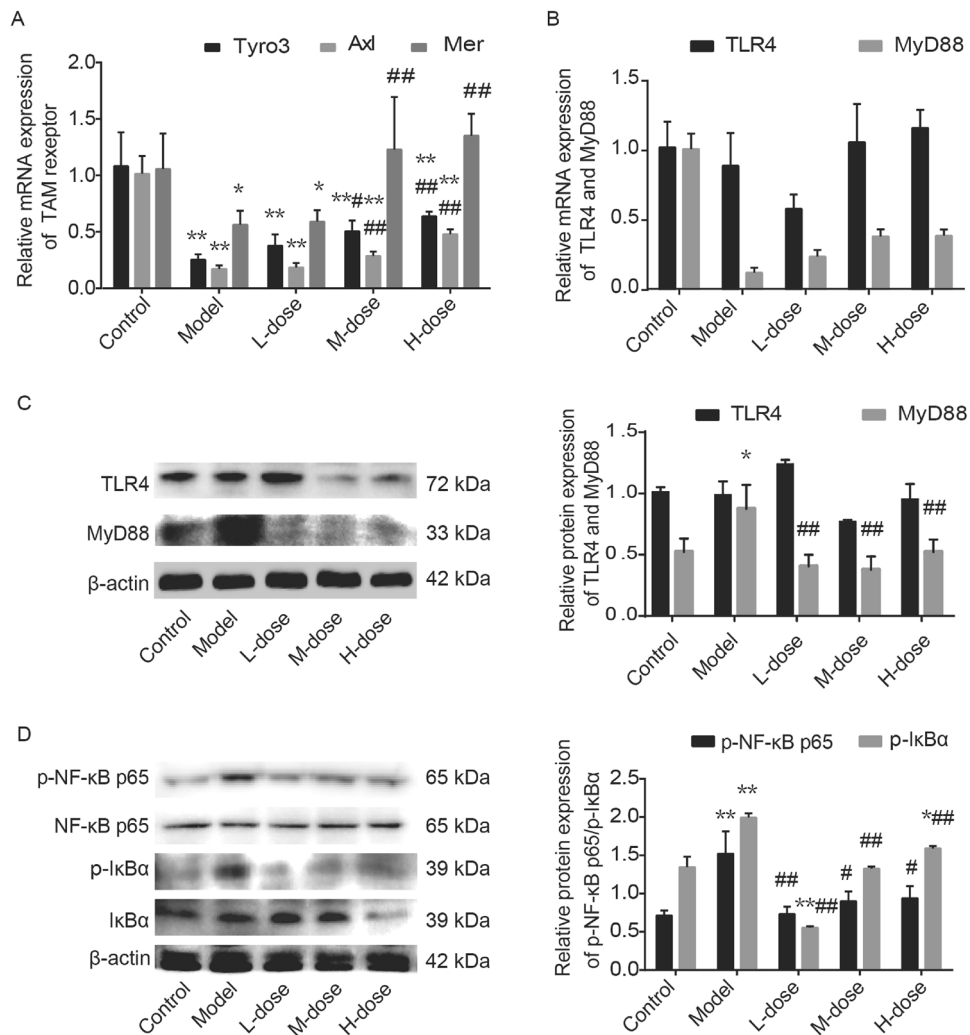 A
Tyro3 Axl Mer
Relative mRNA expression
of TAM rexeptor
2.0
1.5
1.0
0.5
0.0
** ** *
** ** *
**# ** ## ##
** ## ** ## ##
Control Model L-dose M-dose H-dose
B
TLR4 MyD88
Relative mRNA expression
of TLR4 and MyD88
1.5
1.0
0.5
0.0
Control Model L-dose M-dose H-dose
C
TLR4 72 kDa
MyD88 33 kDa
β-actin 42 kDa
Control Model L-dose M-dose H-dose
TLR4 MyD88
Relative protein expression
of TLR4 and MyD88
1.5
1.0
0.5
0.0
* ## ## ##
Control Model L-dose M-dose H-dose
D
p-NF-κB p65 65 kDa
NF-κB p65 65 kDa
p-IκBα 39 kDa
IκBα 39 kDa
β-actin 42 kDa
Control Model L-dose M-dose H-dose
p-NF-κB p65 p-IκBα
Relative protein expression
of p-NF-κB p65/p-IκBα
2.5
2.0
1.5
1.0
0.5
0.0
** ** ## **## # ## # *##
Control Model L-dose M-dose H-dose